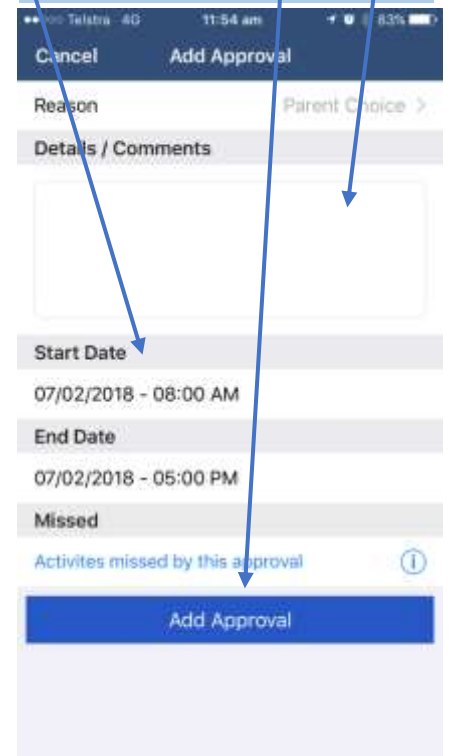 Telstra 4G 11:54 am 83%
Cancel Add Approval
Reason Parent Choice >
Details / Comments
Start Date
07/02/2018 - 08:00 AM
End Date
07/02/2018 - 05:00 PM
Missed
Activites missed by this approval
Add Approval